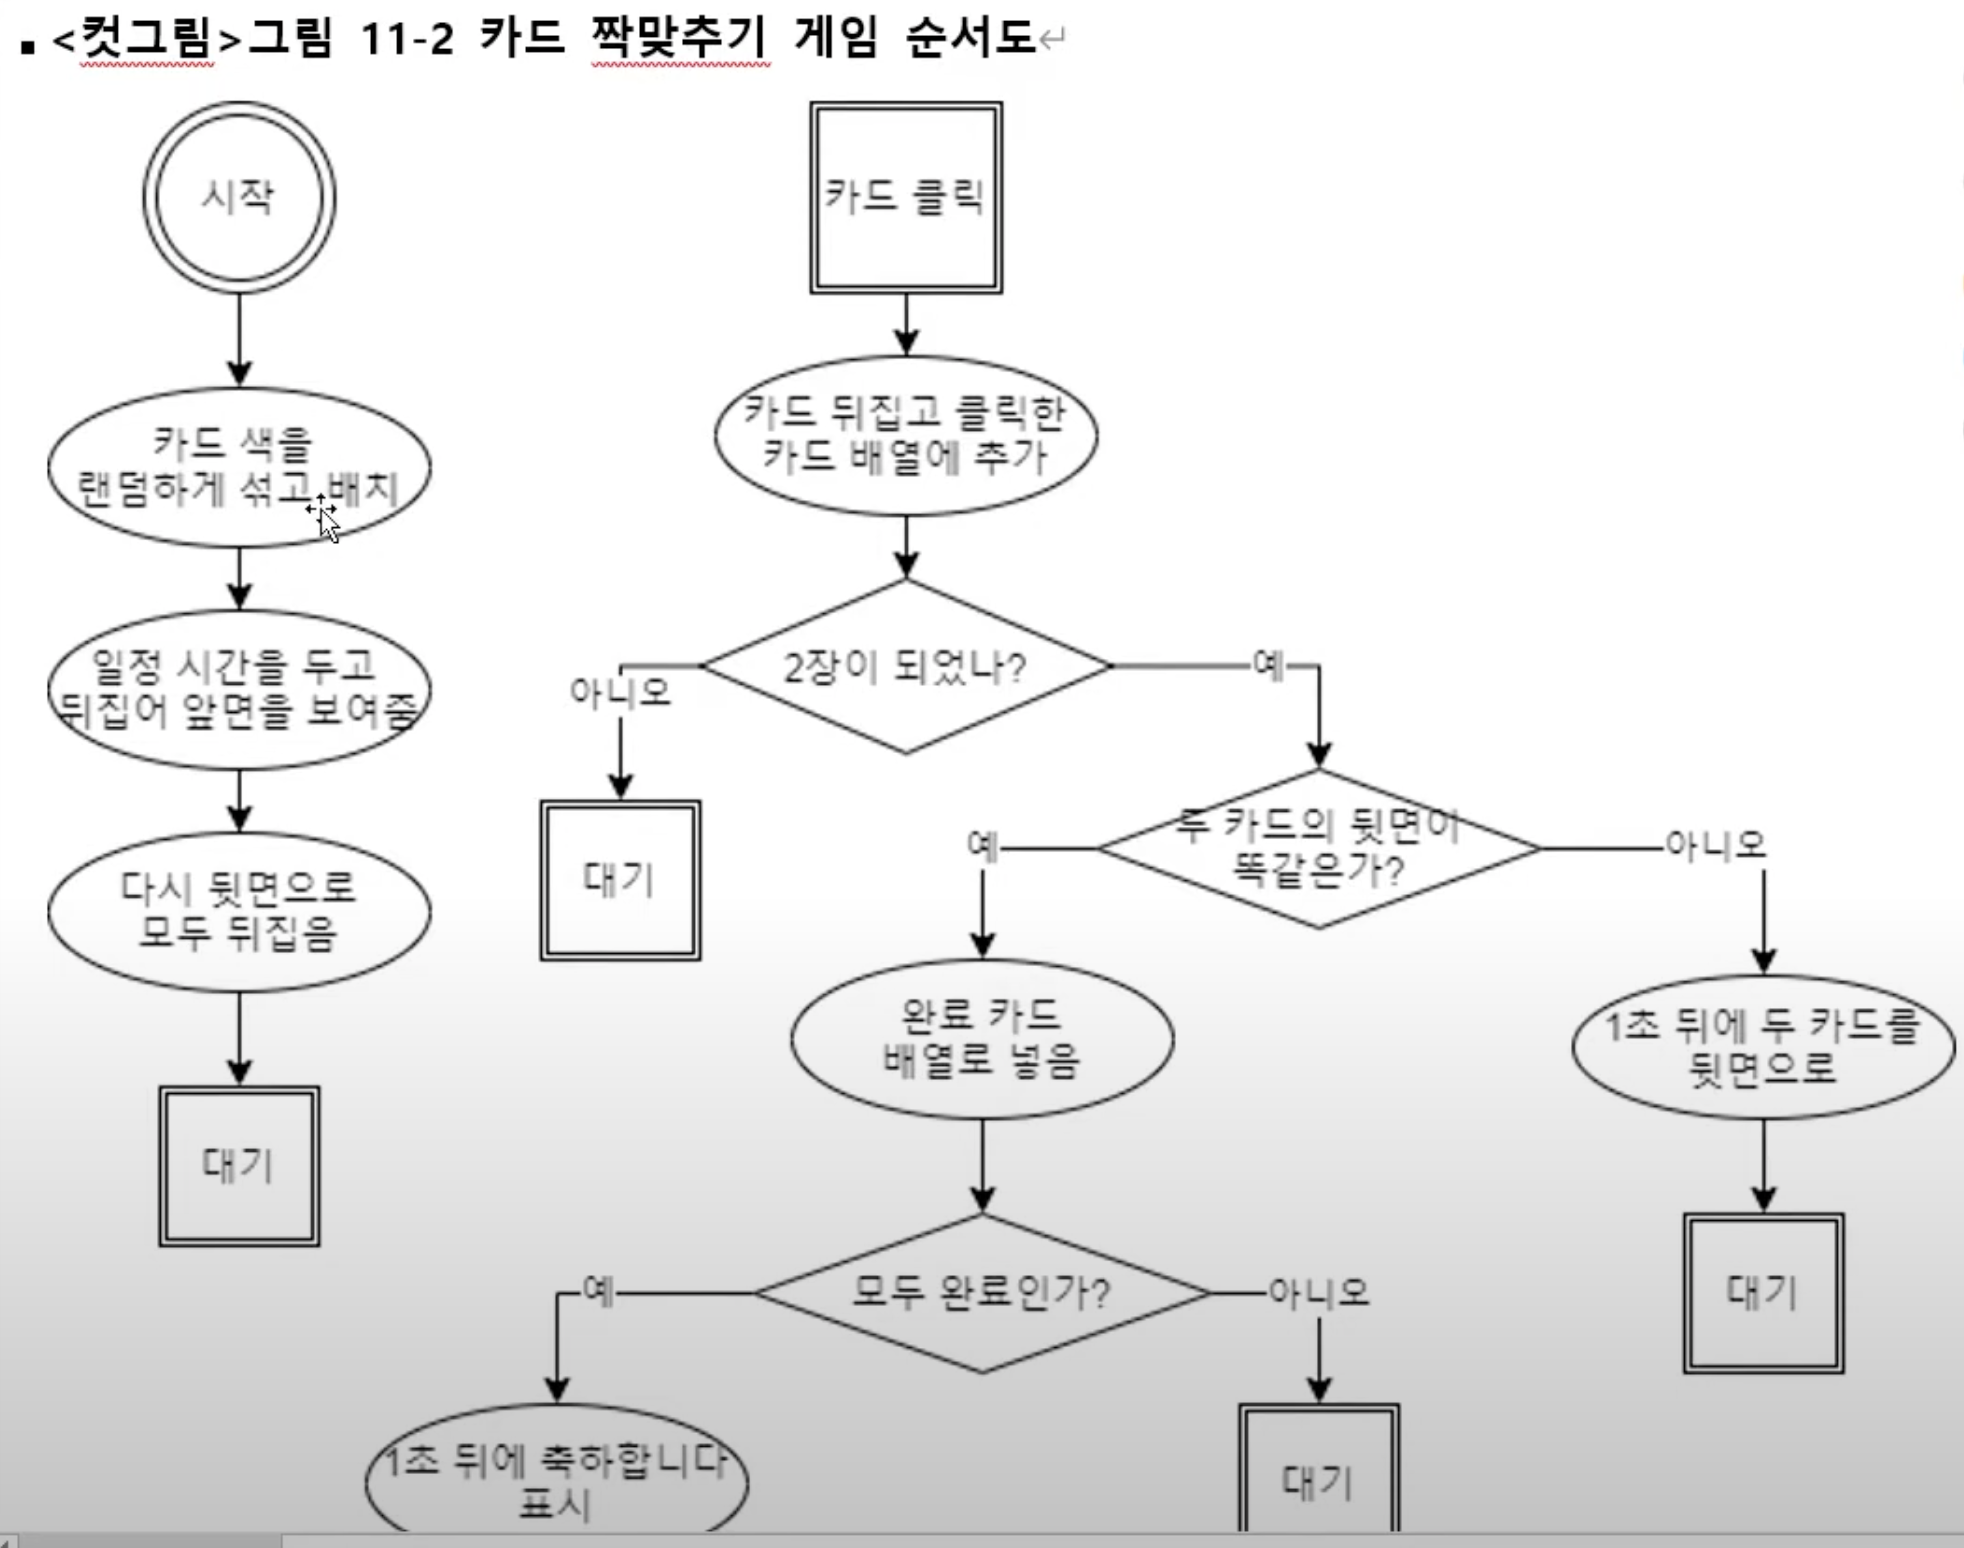 ▪ <컷그림>그림 11-2 카드 짝맞추기 게임 순서도↵
시작
카드 색을
랜덤하게 섞고 배치
일정 시간을 두고
뒤집어 앞면을 보여줌
다시 뒷면으로
모두 뒤집음
대기
카드 클릭
카드 뒤집고 클릭한
카드 배열에 추가
2장이 되었나?
아니오
예
대기
두 카드의 뒷면이
똑같은가?
예
아니오
완료 카드
배열로 넣음
1초 뒤에 두 카드를
뒷면으로
대기
모두 완료인가?
예
아니오
1초 뒤에 축하합니다
표시
대기